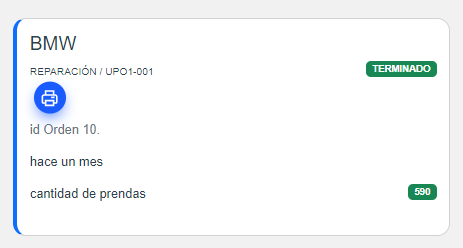 BMW
REPARACIÓN / UPO1-001
TERMINADO
id Orden 10.
hace un mes
cantidad de prendas
590